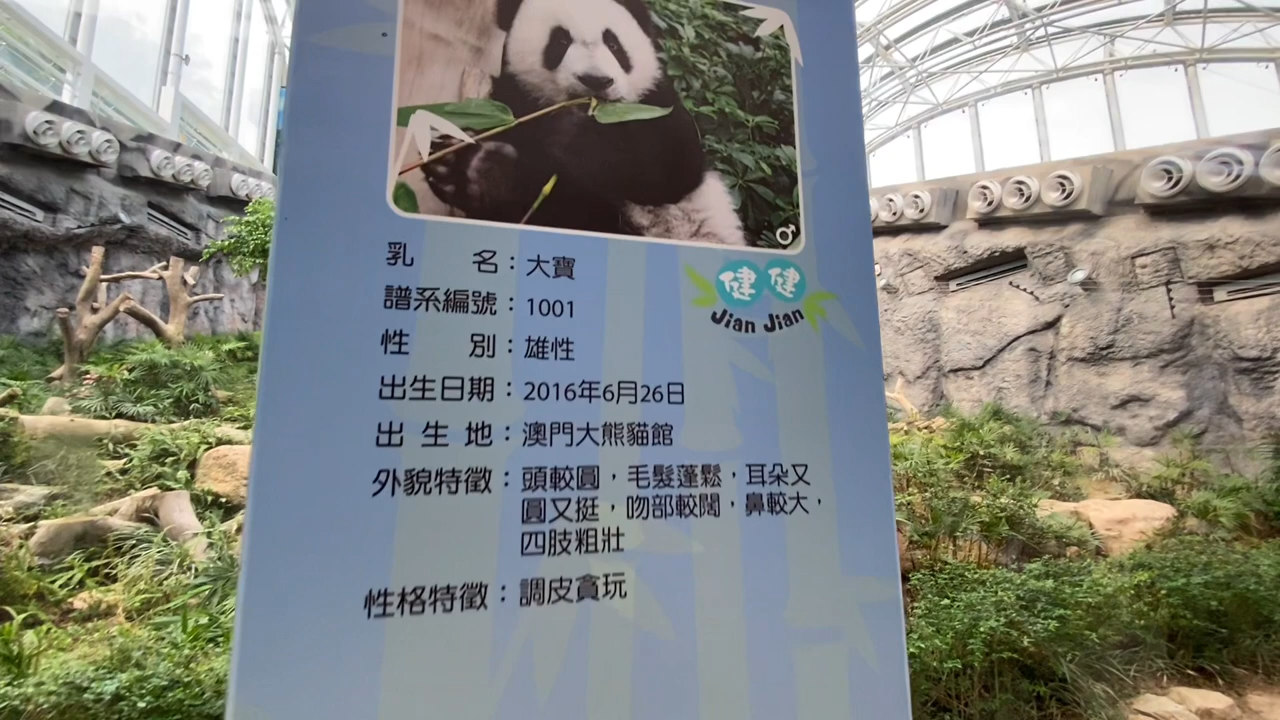 乳 名：大寶
譜系編號：1001
性 別：雄性
出生日期：2016年6月26日
出 生 地：澳門大熊貓館
外貌特徵：頭較圓，毛髮蓬鬆，耳朵又
圓又挺，吻部較闊，鼻較大，
四肢粗壯
性格特徵：調皮貪玩
健健
Jian Jian